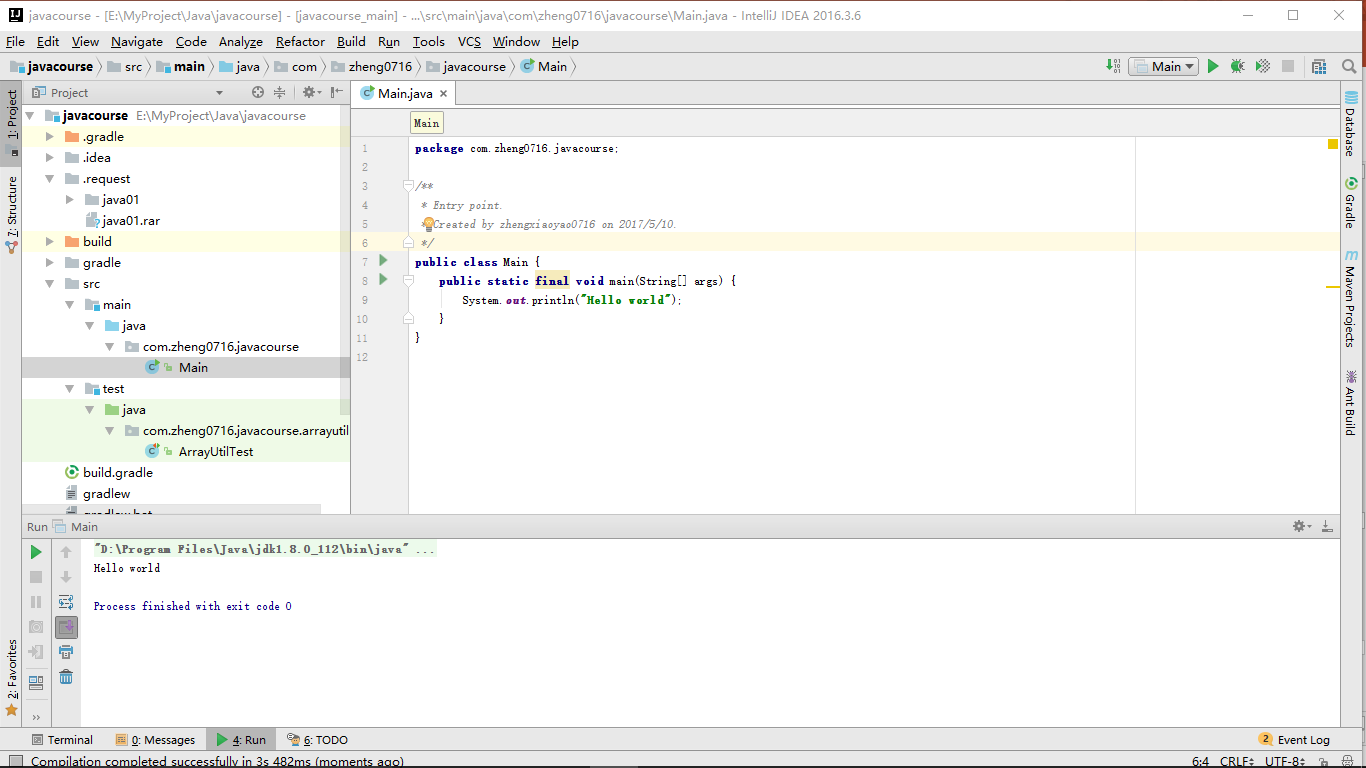 javacourse - [E:\MyProject\Java\javacourse] - [javacourse_main] - ...\src\main\java\com\zheng0716\javacourse\Main.java - IntelliJ IDEA 2016.3.6
File Edit View Navigate Code Analyze Refactor Build Run Tools VCS Window Help
javacourse src main java com zheng0716 javacourse Main
Main
Project
Main.java
1: Project
7: Structure
2: Favorites
javacourse E:\MyProject\Java\javacourse
.gradle
.idea
.request
java01
java01.rar
build
gradle
src
main
java
com.zheng0716.javacourse
Main
test
java
com.zheng0716.javacourse.arrayutil
ArrayUtilTest
build.gradle
gradlew
gradlew.bat
Main
1 package com.zheng0716.javacourse;
2
3 /**
4 * Entry point.
5 * Created by zhengxiaoyao0716 on 2017/5/10.
6 */
7 public class Main {
8 public static final void main(String[] args) {
9 System.out.println("Hello world");
10 }
11 }
12
Database
Gradle
Maven Projects
Ant Build
Run Main
"D:\Program Files\Java\jdk1.8.0_112\bin\java" ...
Hello world
Process finished with exit code 0
Terminal 0: Messages 4: Run 6: TODO
2 Event Log
Compilation completed successfully in 3s 482ms (moments ago)
6:4 CRLF UTF-8